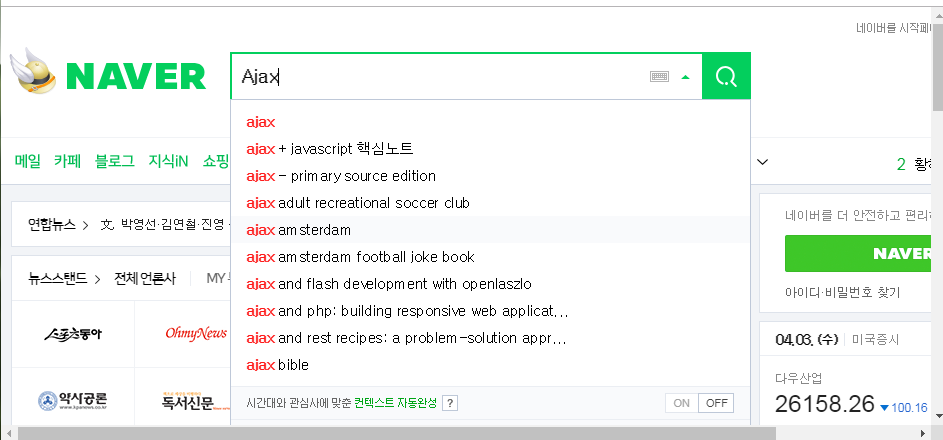 네이버를 시작페
NAVER
Ajax
ajax
ajax + javascript 핵심노트
ajax - primary source edition
ajax adult recreational soccer club
ajax amsterdam
ajax amsterdam football joke book
ajax and flash development with openlaszlo
ajax and php: building responsive web applicat...
ajax and rest recipes: a problem-solution appr...
ajax bible
시간대와 관심사에 맞춘 컨텍스트 자동완성 ?
ON OFF
메일 카페 블로그 지식iN 쇼핑
2
연합뉴스 > 박영선·김연철·진영
뉴스스탠드 > 전체 언론사 MY
스포츠동아 OhmyNews
약사공론 독서신문
www.kpanews.co.kr
네이버를 더 안전하고 편리
NAVER
아이디·비밀번호 찾기
04.03. (수) 미국증시
다우산업
26158.26 ▼100.16